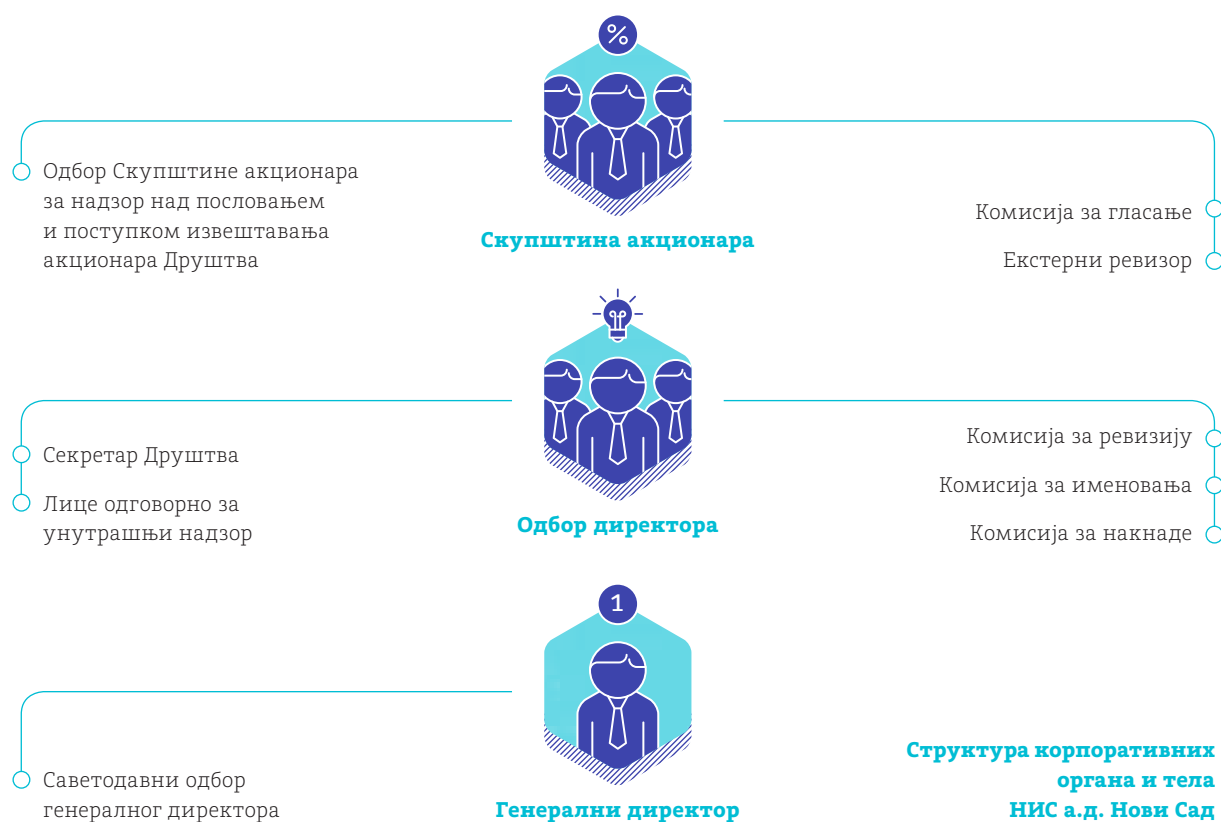 %
Одбор Скупштине акционара
за надзор над пословањем
и поступком извештавања
акционара Друштва
Скупштина акционара
Комисија за гласање
Екстерни ревизор
Секретар Друштва
Лице одговорно за
унутрашњи надзор
Одбор директора
Комисија за ревизију
Комисија за именовања
Комисија за накнаде
1
Саветодавни одбор
генералног директора
Генерални директор
Структура корпоративних
органа и тела
НИС а.д. Нови Сад